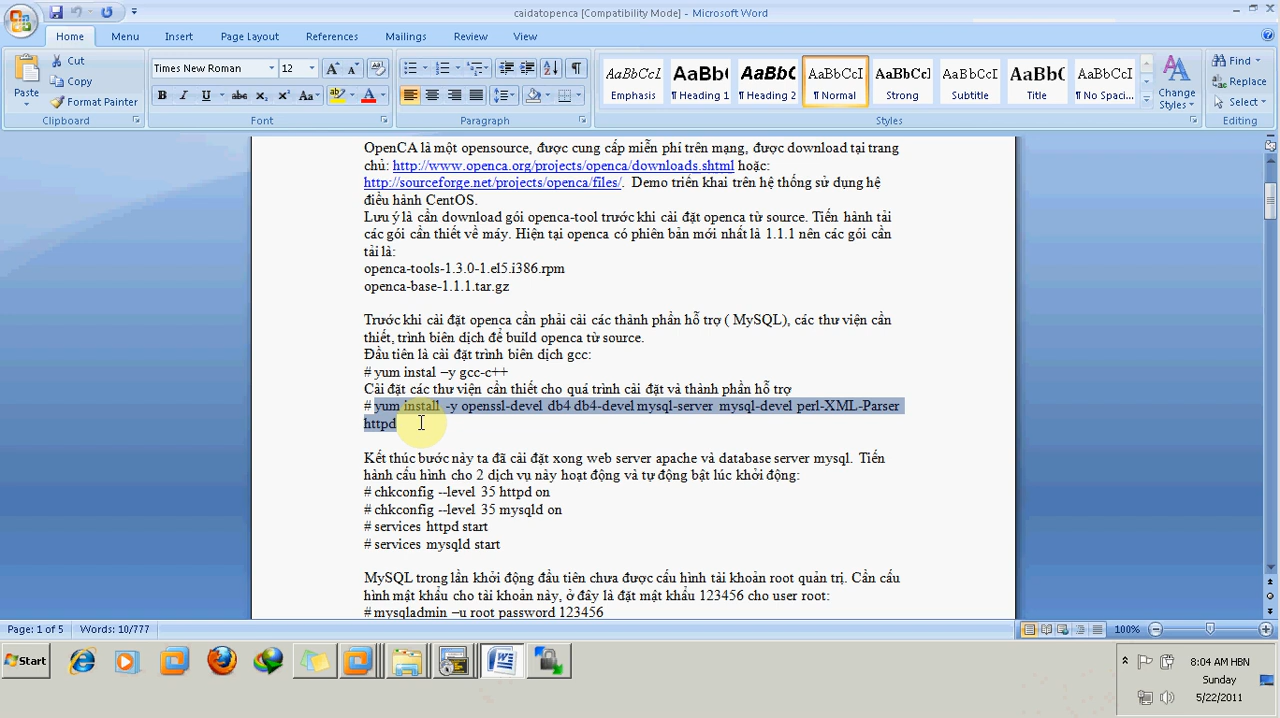 caidatopenca [Compatibility Mode] - Microsoft Word
Home Menu Insert Page Layout References Mailings Review View
Paste
Cut
Copy
Format Painter
Clipboard
Times New Roman 12
Font
Paragraph
AaBbCcI AaBb( AaBb( AaBbCcI AaBbCcI AaBbCcI AaBbC AaBbCcI
Emphasis ¶ Heading 1 ¶ Heading 2 ¶ Normal Strong Subtitle Title ¶ No Spaci...
Change Styles
Styles
Find
Replace
Select
Editing
OpenCA là một opensource, được cung cấp miễn phí trên mạng, được download tại trang
chủ: http://www.openca.org/projects/openca/downloads.shtml hoặc:
http://sourceforge.net/projects/openca/files/. Demo triển khai trên hệ thống sử dụng hệ
điều hành CentOS.
Lưu ý là cần download gói openca-tool trước khi cài đặt openca từ source. Tiến hành tải
các gói cần thiết về máy. Hiện tại openca có phiên bản mới nhất là 1.1.1 nên các gói cần
tải là:
openca-tools-1.3.0-1.el5.i386.rpm
openca-base-1.1.1.tar.gz
Trước khi cài đặt openca cần phải cài các thành phần hỗ trợ ( MySQL), các thư viện cần
thiết, trình biên dịch để build openca từ source.
Đầu tiên là cài đặt trình biên dịch gcc:
# yum instal –y gcc-c++
Cài đặt các thư viện cần thiết cho quá trình cài đặt và thành phần hỗ trợ
# yum install -y openssl-devel db4 db4-devel mysql-server mysql-devel perl-XML-Parser
httpd
Kết thúc bước này ta đã cài đặt xong web server apache và database server mysql. Tiến
hành cấu hình cho 2 dịch vụ này hoạt động và tự động bật lúc khởi động:
# chkconfig --level 35 httpd on
# chkconfig --level 35 mysqld on
# services httpd start
# services mysqld start
MySQL trong lần khởi động đầu tiên chưa được cấu hình tài khoản root quản trị. Cần cấu
hình mật khẩu cho tài khoản này, ở đây là đặt mật khẩu 123456 cho user root:
# mysqladmin –u root password 123456
Page: 1 of 5 Words: 10/777 100%
Start
8:04 AM HBN
Sunday
5/22/2011